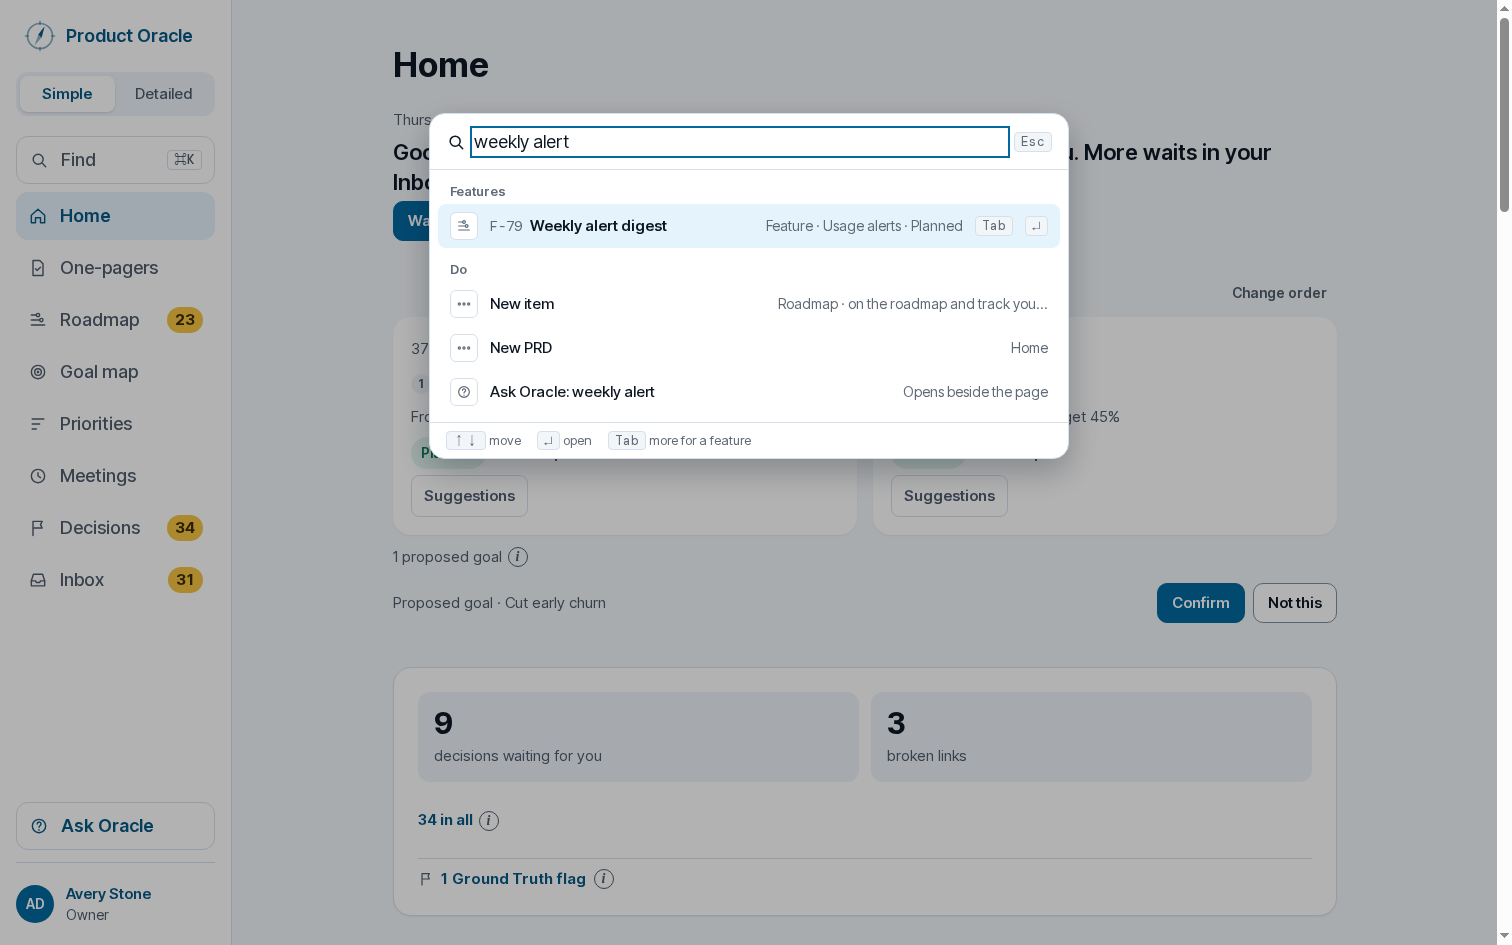 Product Oracle
Simple
Detailed
Find
⌘K
Home
One-pagers
Roadmap
23
Goal map
Priorities
Meetings
Decisions
34
Inbox
31
Ask Oracle
AD
Avery Stone
Owner
Home
Thurs
u. More waits in your
weekly alert
Esc
Features
F-79 Weekly alert digest
Feature · Usage alerts · Planned
Tab
↵
Do
New item
Roadmap · on the roadmap and track you...
New PRD
Home
Ask Oracle: weekly alert
Opens beside the page
↑ ↓ move
↵ open
Tab more for a feature
Change order
37
1
get 45%
Suggestions
Suggestions
1 proposed goal
i
Proposed goal · Cut early churn
Confirm
Not this
9
decisions waiting for you
3
broken links
34 in all
i
1 Ground Truth flag
i